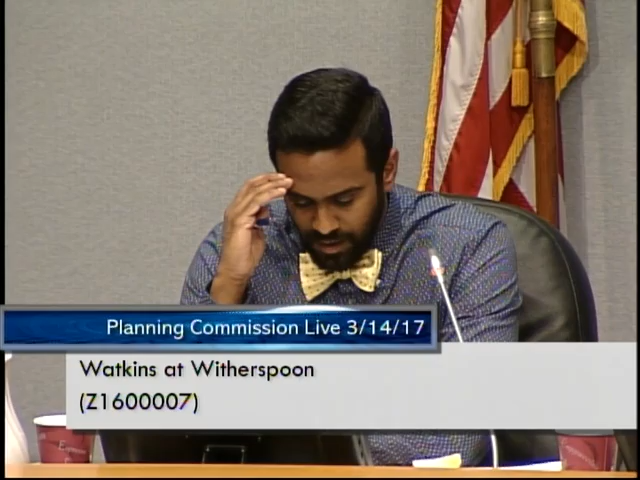 Planning Commission Live 3/14/17
Watkins at Witherspoon
(Z1600007)